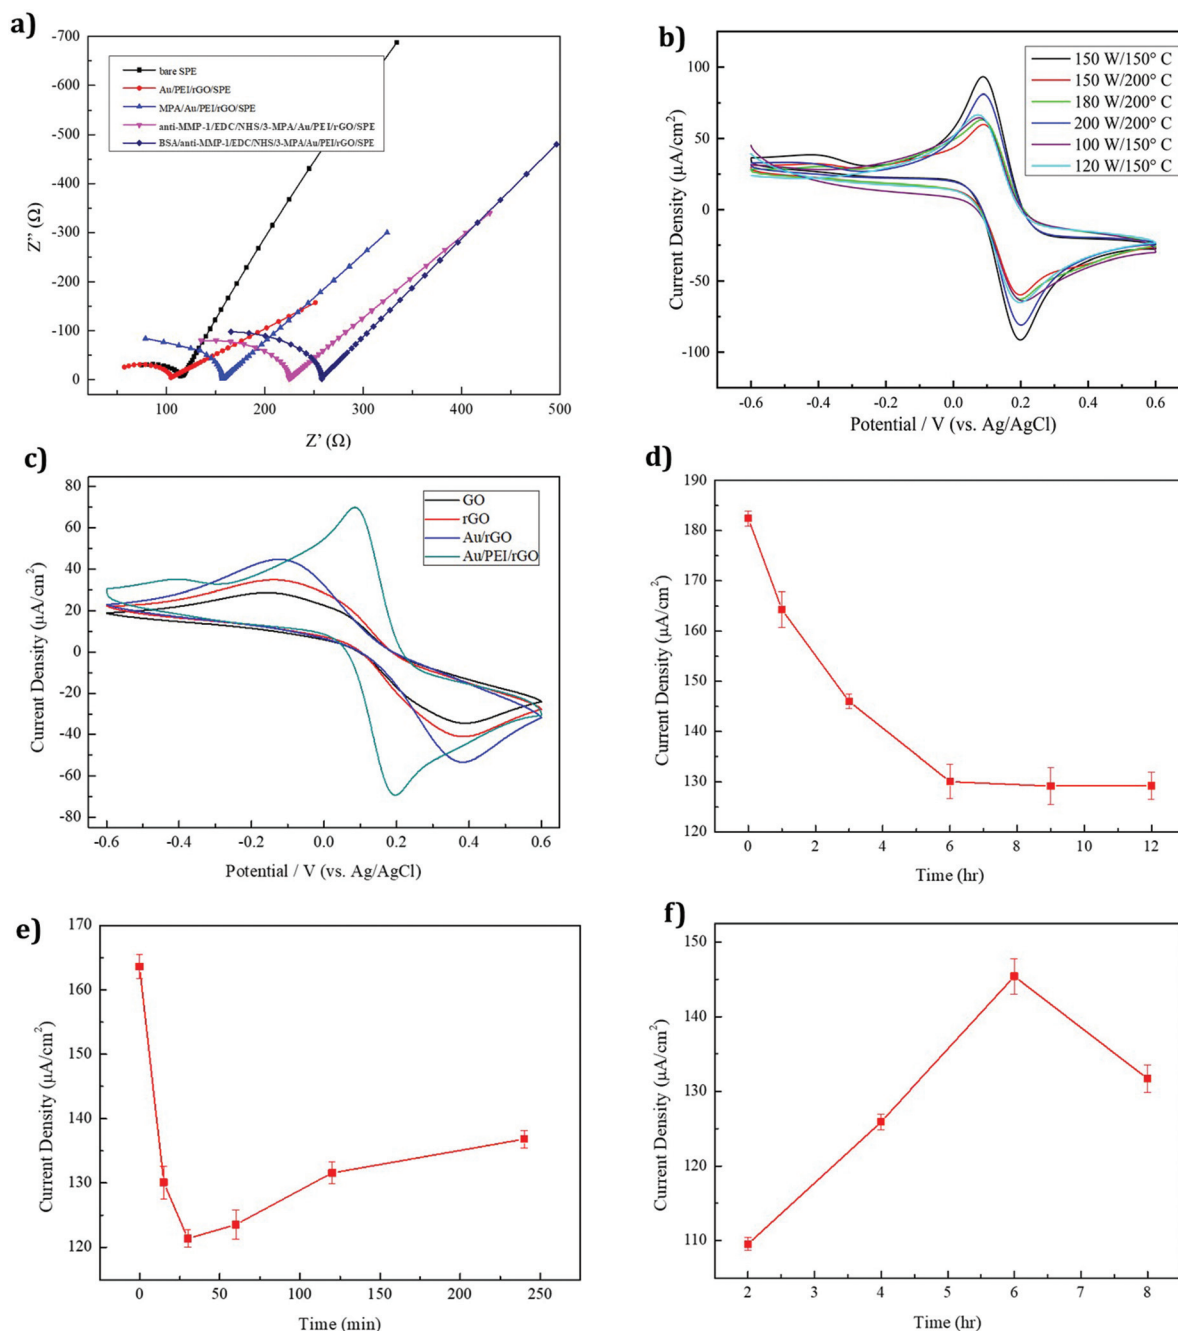 a)
-700
-600
-500
-400
-300
-200
-100
0
Z’’ (Ω)
bare SPE
Au/PEI/rGO/SPE
MPA/Au/PEI/rGO/SPE
anti-MMP-1/EDC/NHS/3-MPA/Au/PEI/rGO/SPE
BSA/anti-MMP-1/EDC/NHS/3-MPA/Au/PEI/rGO/SPE
100 200 300 400 500
Z’ (Ω)
b)
100
50
0
-50
-100
Current Density (μA/cm²)
150 W/150° C
150 W/200° C
180 W/200° C
200 W/200° C
100 W/150° C
120 W/150° C
-0.6 -0.4 -0.2 0.0 0.2 0.4 0.6
Potential / V (vs. Ag/AgCl)
c)
80
60
40
20
0
-20
-40
-60
-80
Current Density (μA/cm²)
GO
rGO
Au/rGO
Au/PEI/rGO
-0.6 -0.4 -0.2 0.0 0.2 0.4 0.6
Potential / V (vs. Ag/AgCl)
d)
190
180
170
160
150
140
130
120
Current Density (μA/cm²)
0 2 4 6 8 10 12
Time (hr)
e)
170
160
150
140
130
120
Current Density (μA/cm²)
0 50 100 150 200 250
Time (min)
f)
150
140
130
120
110
Current Density (μA/cm²)
2 3 4 5 6 7 8
Time (hr)